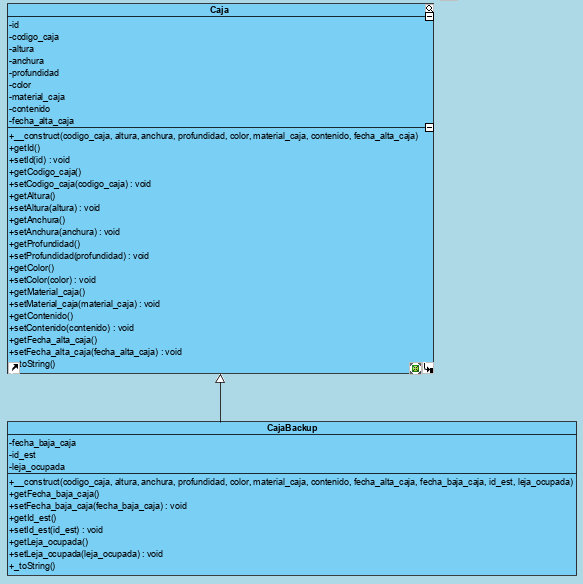 Caja
-id
-codigo_caja
-altura
-anchura
-profundidad
-color
-material_caja
-contenido
-fecha_alta_caja
+__construct(codigo_caja, altura, anchura, profundidad, color, material_caja, contenido, fecha_alta_caja)
+getId()
+setId(id) : void
+getCodigo_caja()
+setCodigo_caja(codigo_caja) : void
+getAltura()
+setAltura(altura) : void
+getAnchura()
+setAnchura(anchura) : void
+getProfundidad()
+setProfundidad(profundidad) : void
+getColor()
+setColor(color) : void
+getMaterial_caja()
+setMaterial_caja(material_caja) : void
+getContenido()
+setContenido(contenido) : void
+getFecha_alta_caja()
+setFecha_alta_caja(fecha_alta_caja) : void
_toString()
CajaBackup
-fecha_baja_caja
-id_est
-leja_ocupada
+__construct(codigo_caja, altura, anchura, profundidad, color, material_caja, contenido, fecha_alta_caja, fecha_baja_caja, id_est, leja_ocupada)
+getFecha_baja_caja()
+setFecha_baja_caja(fecha_baja_caja) : void
+getId_est()
+setId_est(id_est) : void
+getLeja_ocupada()
+setLeja_ocupada(leja_ocupada) : void
+_toString()